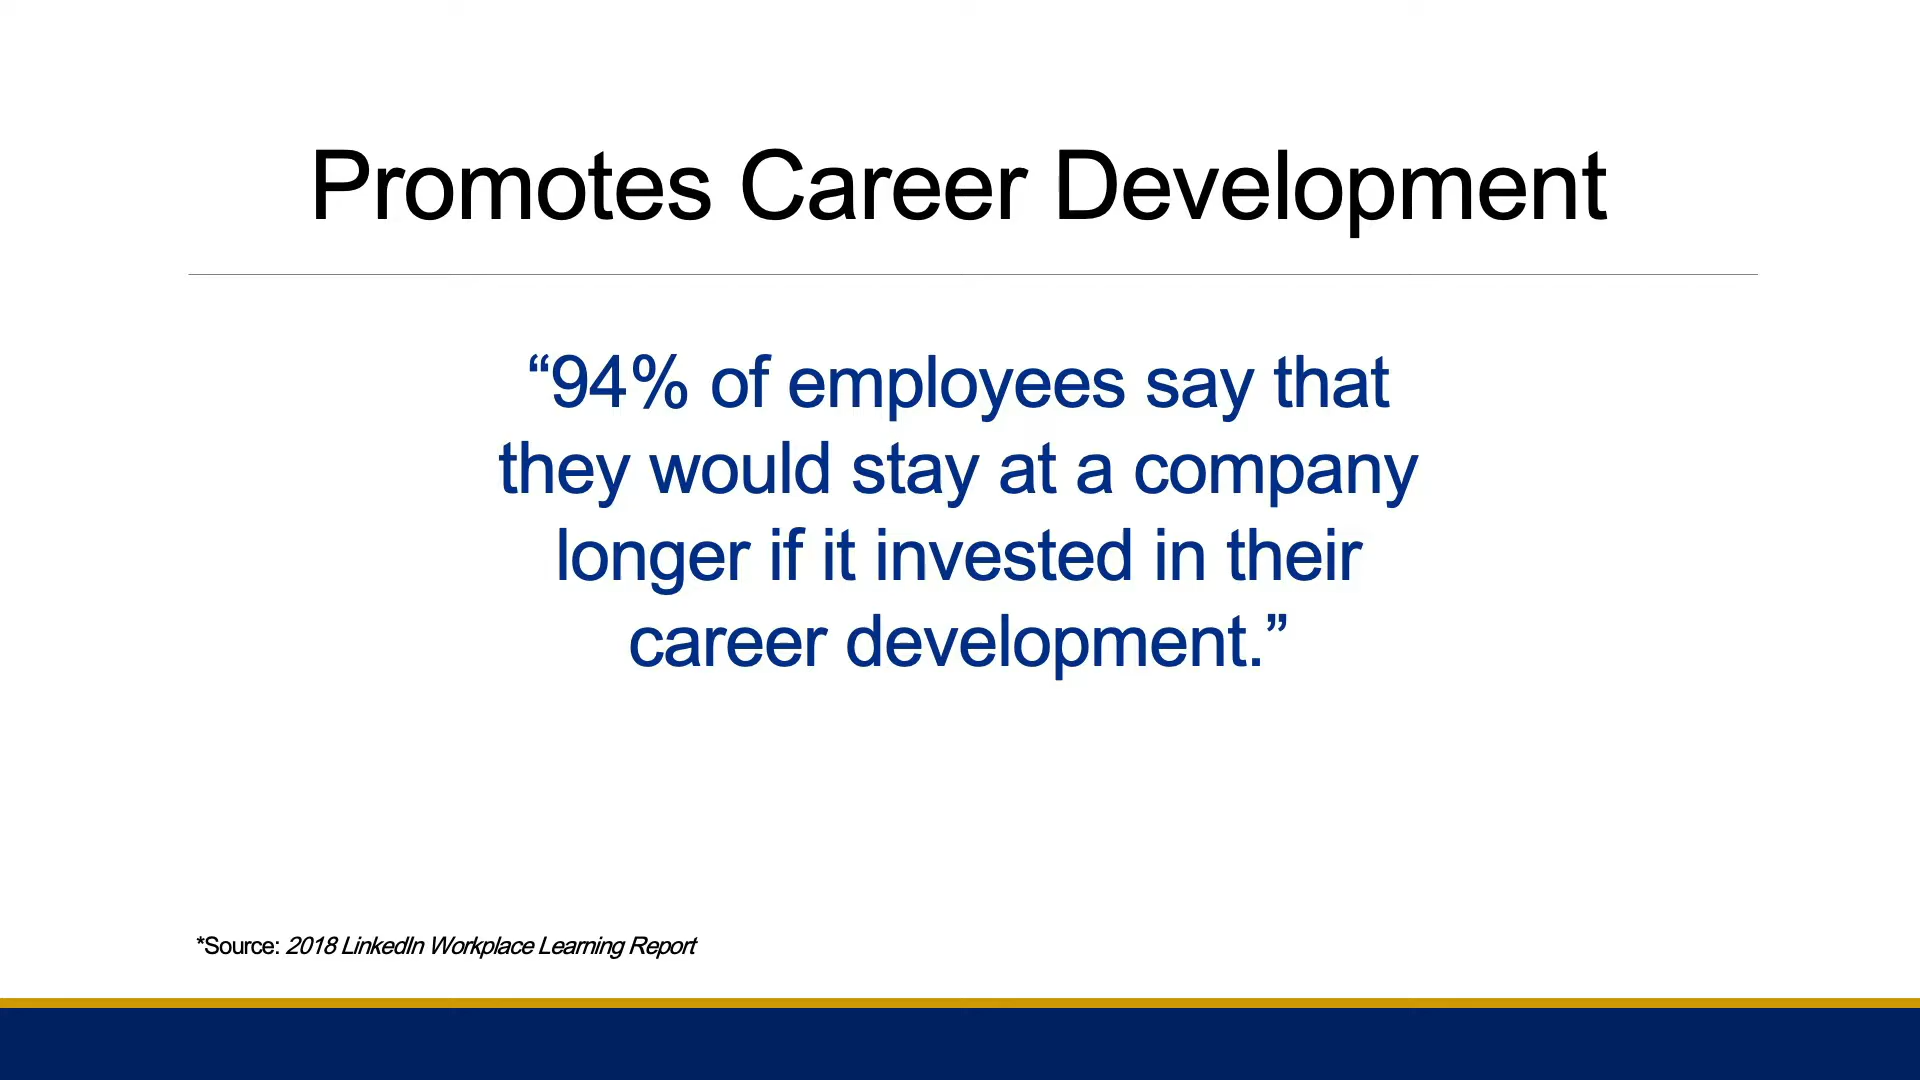 Promotes Career Development
“94% of employees say that
they would stay at a company
longer if it invested in their
career development.”
*Source: 2018 LinkedIn Workplace Learning Report